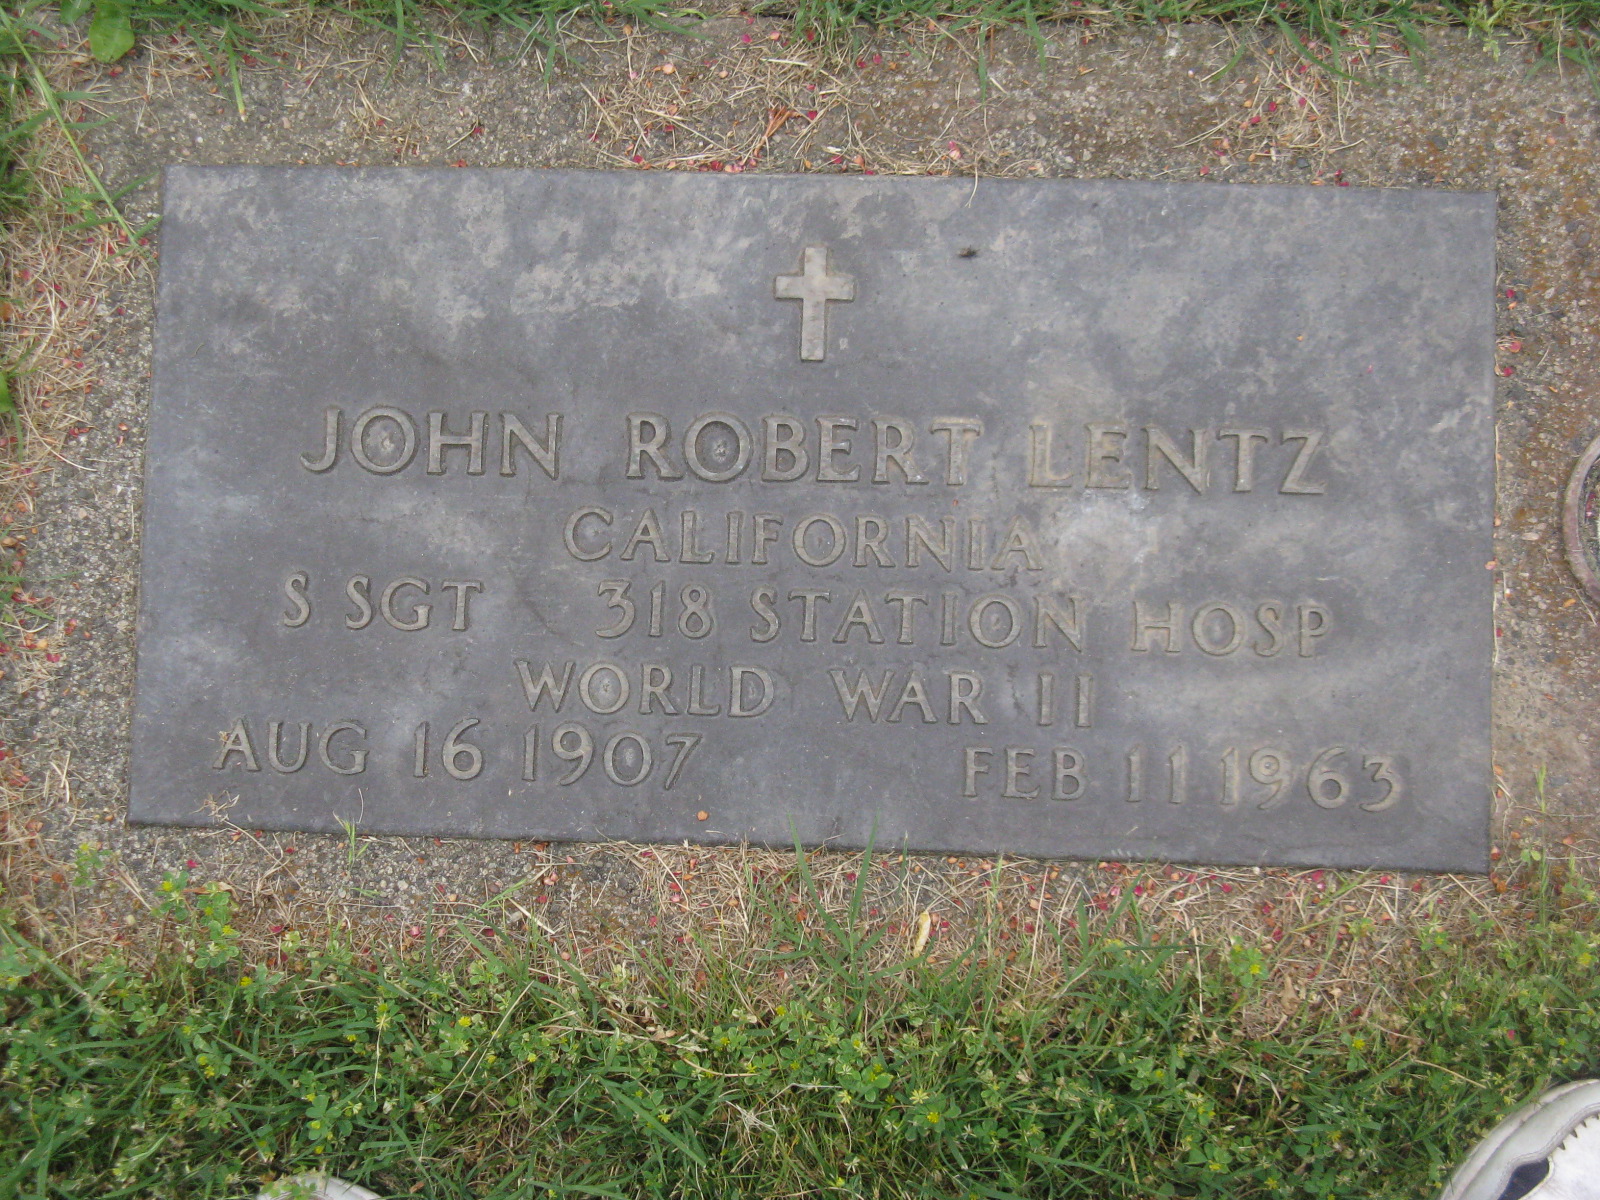 JOHN ROBERT LENTZ
CALIFORNIA
S SGT 318 STATION HOSP
WORLD WAR II
AUG 16 1907 FEB 11 1963